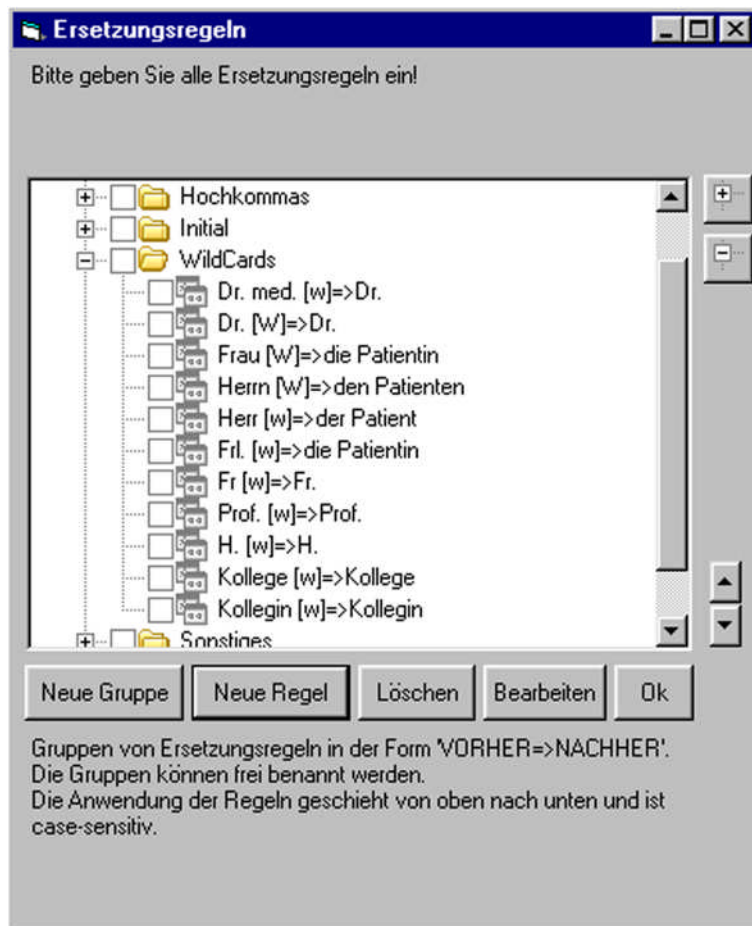 Ersetzungsregeln
Bitte geben Sie alle Ersetzungsregeln ein!
Hochkommas
Initial
WildCards
Dr. med. [w]=>Dr.
Dr. [W]=>Dr.
Frau [W]=>die Patientin
Herrn [W]=>den Patienten
Herr [w]=>der Patient
Frl. [w]=>die Patientin
Fr [w]=>Fr.
Prof. [w]=>Prof.
H. [w]=>H.
Kollege [w]=>Kollege
Kollegin [w]=>Kollegin
Sonstiges
Neue Gruppe Neue Regel Löschen Bearbeiten Ok
Gruppen von Ersetzungsregeln in der Form 'VORHER=>NACHHER'.
Die Gruppen können frei benannt werden.
Die Anwendung der Regeln geschieht von oben nach unten und ist
case-sensitiv.